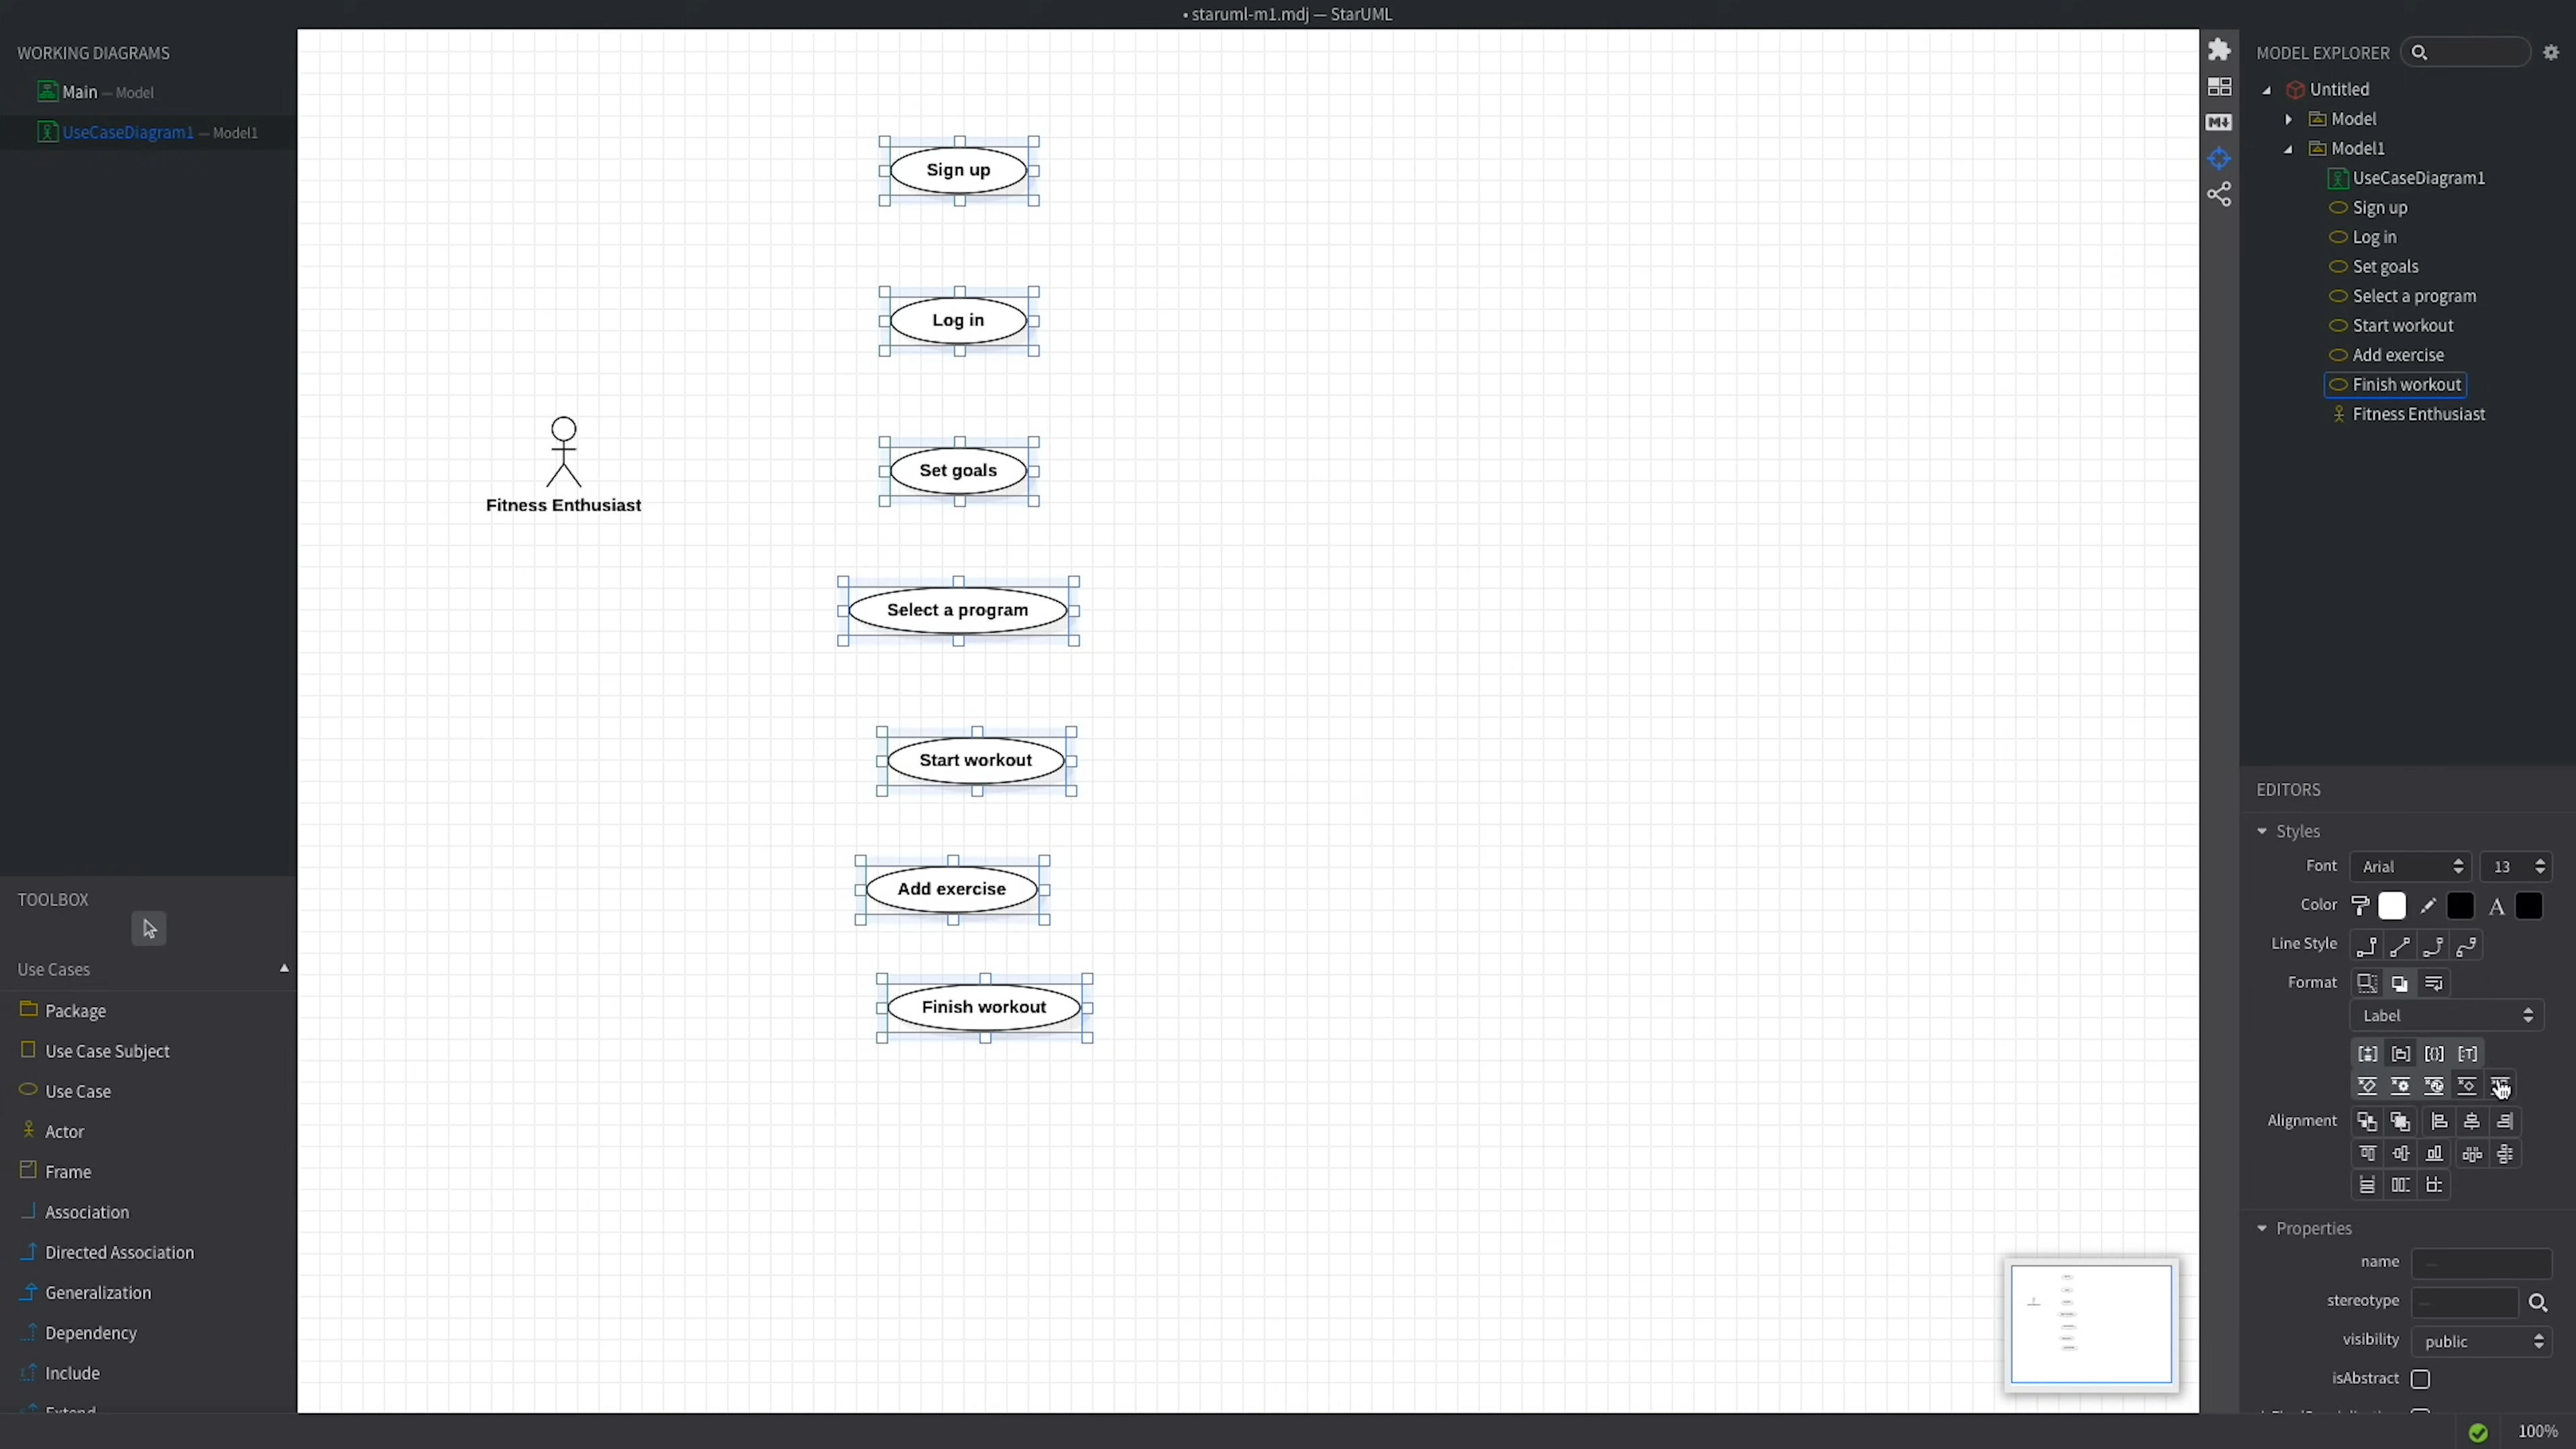 • staruml-m1.mdj — StarUML
WORKING DIAGRAMS
Main — Model
UseCaseDiagram1 — Model1
TOOLBOX
Use Cases
Package
Use Case Subject
Use Case
Actor
Frame
Association
Directed Association
Generalization
Dependency
Include
Extend
Sign up
Log in
Set goals
Fitness Enthusiast
Select a program
Start workout
Add exercise
Finish workout
MODEL EXPLORER
Untitled
Model
Model1
UseCaseDiagram1
Sign up
Log in
Set goals
Select a program
Start workout
Add exercise
Finish workout
Fitness Enthusiast
EDITORS
Styles
Font Arial 13
Color A
Line Style
Format
Label
Alignment
Properties
name
stereotype
visibility public
isAbstract
100%